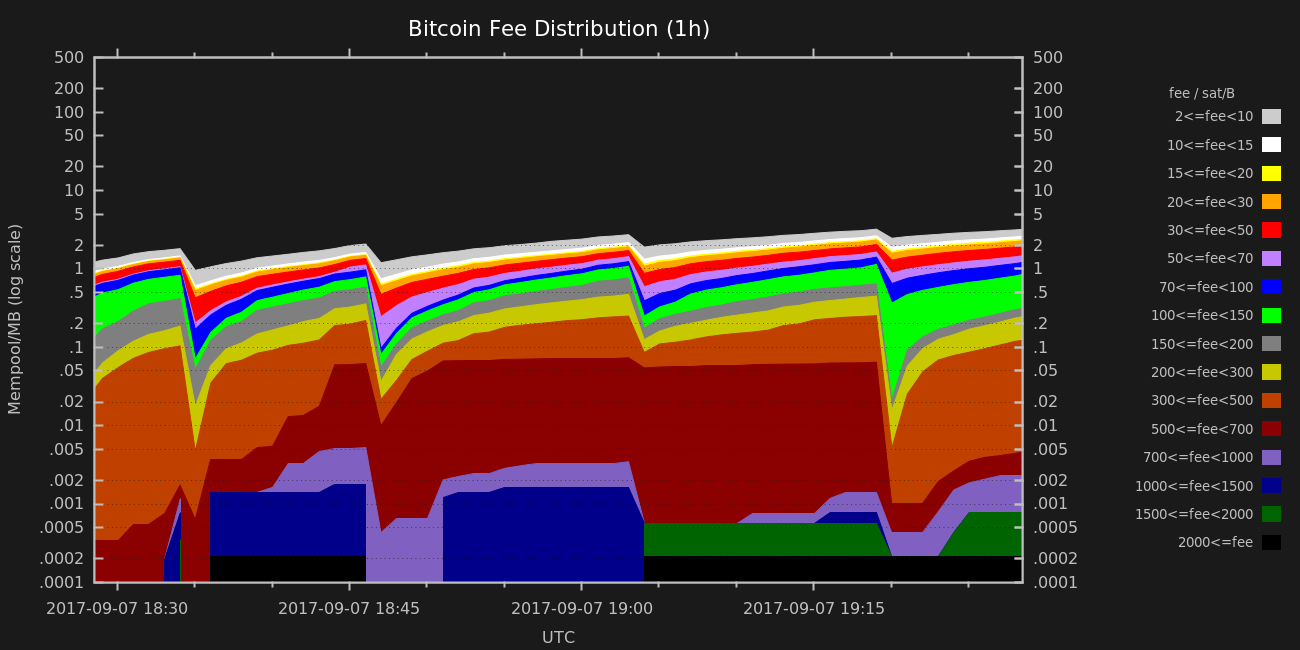 Bitcoin Fee Distribution (1h)
Mempool/MB (log scale)
500
200
100
50
20
10
5
2
1
.5
.2
.1
.05
.02
.01
.005
.002
.001
.0005
.0002
.0001
500
200
100
50
20
10
5
2
1
.5
.2
.1
.05
.02
.01
.005
.002
.001
.0005
.0002
.0001
2017-09-07 18:30
2017-09-07 18:45
2017-09-07 19:00
2017-09-07 19:15
UTC
fee / sat/B
2<=fee<10
10<=fee<15
15<=fee<20
20<=fee<30
30<=fee<50
50<=fee<70
70<=fee<100
100<=fee<150
150<=fee<200
200<=fee<300
300<=fee<500
500<=fee<700
700<=fee<1000
1000<=fee<1500
1500<=fee<2000
2000<=fee